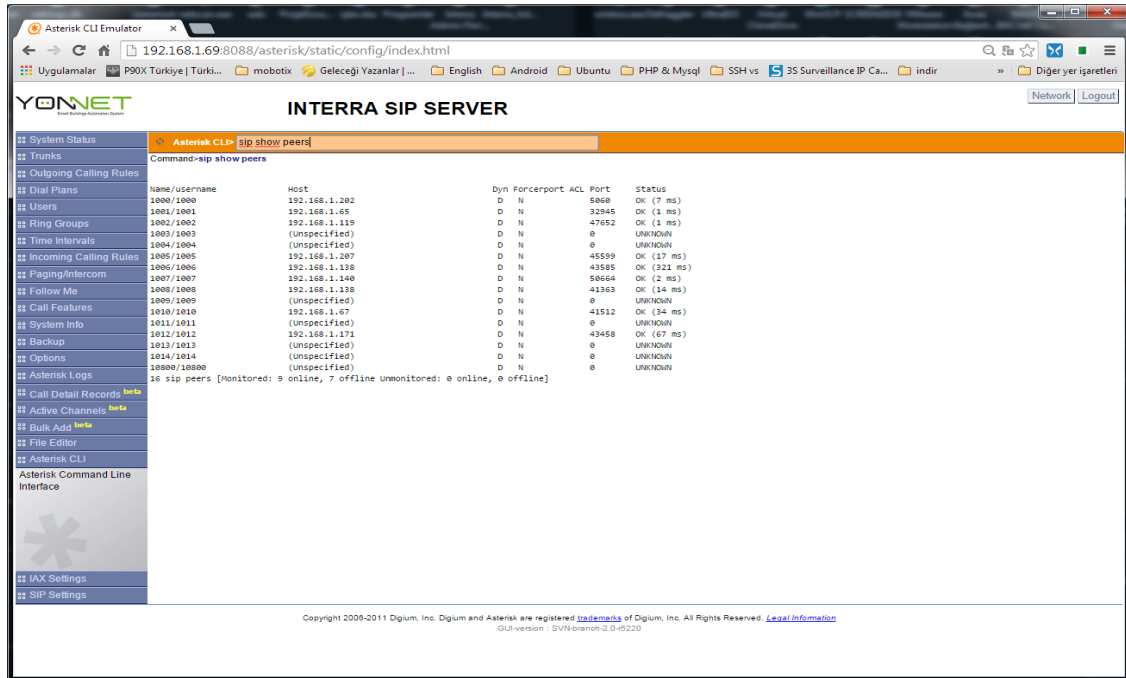 Asterisk CLI Emulator
192.168.1.69:8088/asterisk/static/config/index.html
Uygulamalar P90X Türkiye | Türki... mobotix Geleceği Yazanlar | ... English Android Ubuntu PHP & Mysql SSH vs 3S Surveillance IP Ca... indir » Diğer yer işaretleri
YONNET
INTERRA SIP SERVER
Network Logout
System Status
Trunks
Outgoing Calling Rules
Dial Plans
Users
Ring Groups
Time Intervals
Incoming Calling Rules
Paging/Intercom
Follow Me
Call Features
System Info
Backup
Options
Asterisk Logs
Call Detail Records beta
Active Channels beta
Bulk Add beta
File Editor
Asterisk CLI
Asterisk Command Line
Interface
IAX Settings
SIP Settings
Asterisk CLI> sip show peers
Command>sip show peers
Name/username Host Dyn Forcerport ACL Port Status
1000/1000 192.168.1.202 D N 5060 OK (7 ms)
1001/1001 192.168.1.65 D N 32945 OK (1 ms)
1002/1002 192.168.1.119 D N 47652 OK (1 ms)
1003/1003 (Unspecified) D N 0 UNKNOWN
1004/1004 (Unspecified) D N 0 UNKNOWN
1005/1005 192.168.1.207 D N 45599 OK (17 ms)
1006/1006 192.168.1.138 D N 43585 OK (321 ms)
1007/1007 192.168.1.140 D N 50664 OK (2 ms)
1008/1008 192.168.1.138 D N 41363 OK (14 ms)
1009/1009 (Unspecified) D N 0 UNKNOWN
1010/1010 192.168.1.67 D N 41512 OK (34 ms)
1011/1011 (Unspecified) D N 0 UNKNOWN
1012/1012 192.168.1.171 D N 43458 OK (67 ms)
1013/1013 (Unspecified) D N 0 UNKNOWN
1014/1014 (Unspecified) D N 0 UNKNOWN
10800/10800 (Unspecified) D N 0 UNKNOWN
16 sip peers [Monitored: 9 online, 7 offline Unmonitored: 0 online, 0 offline]
Copyright 2006-2011 Digium, Inc. Digium and Asterisk are registered trademarks of Digium, Inc. All Rights Reserved. Legal Information
GUI-version : SVN-branch-2.0-r5220